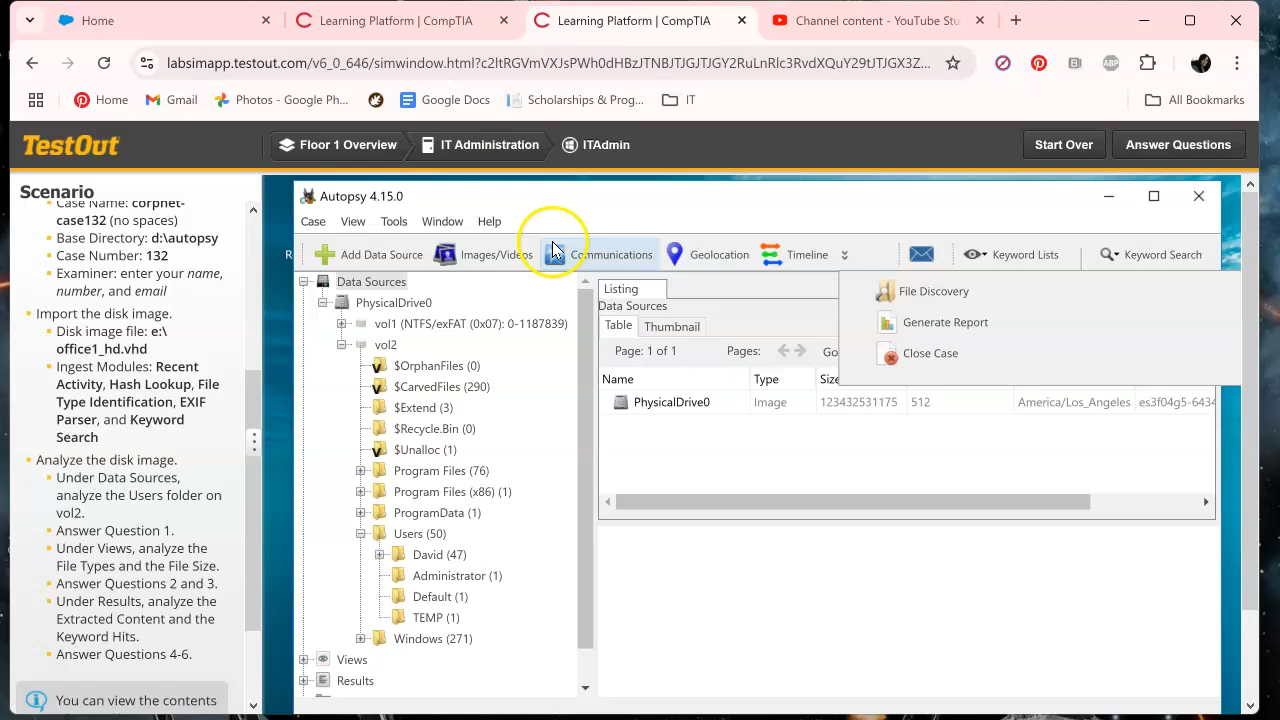 Home
Learning Platform | CompTIA
Learning Platform | CompTIA
Channel content - YouTube Stu
labsimapp.testout.com/v6_0_646/simwindow.html?c2ltRGVmVXJsPWh0dHBzJTNBJTJGJTJGY2RuLnRlc3RvdXQuY29tJTJGX3Z...
ABP
Home
Gmail
Photos - Google Ph...
Google Docs
Scholarships & Prog...
IT
All Bookmarks
TestOut
Floor 1 Overview
IT Administration
ITAdmin
Start Over
Answer Questions
Scenario
Case Name: corpnet-
case132 (no spaces)
Base Directory: d:\autopsy
Case Number: 132
Examiner: enter your name,
number, and email
Import the disk image.
Disk image file: e:\
office1_hd.vhd
Ingest Modules: Recent
Activity, Hash Lookup, File
Type Identification, EXIF
Parser, and Keyword
Search
Analyze the disk image.
Under Data Sources,
analyze the Users folder on
vol2.
Answer Question 1.
Under Views, analyze the
File Types and the File Size.
Answer Questions 2 and 3.
Under Results, analyze the
Extracted Content and the
Keyword Hits.
Answer Questions 4-6.
You can view the contents
R
Autopsy 4.15.0
Case View Tools Window Help
Add Data Source Images/Videos Communications Geolocation Timeline Keyword Lists Keyword Search
Data Sources
PhysicalDrive0
vol1 (NTFS/exFAT (0x07): 0-1187839)
vol2
$OrphanFiles (0)
$CarvedFiles (290)
$Extend (3)
$Recycle.Bin (0)
$Unalloc (1)
Program Files (76)
Program Files (x86) (1)
ProgramData (1)
Users (50)
David (47)
Administrator (1)
Default (1)
TEMP (1)
Windows (271)
Views
Results
Listing
Data Sources
Table Thumbnail
Page: 1 of 1 Pages: Go
Name Type Size
PhysicalDrive0 Image 123432531175 512 America/Los_Angeles es3f04g5-6434
File Discovery
Generate Report
Close Case